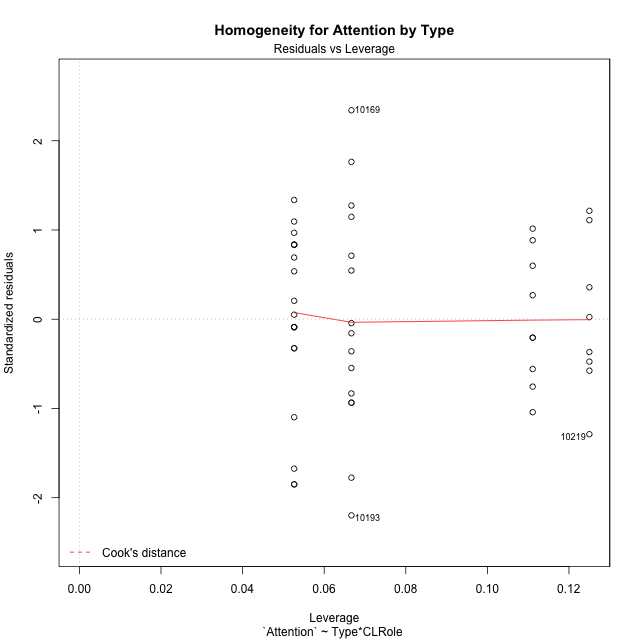 Homogeneity for Attention by Type
Residuals vs Leverage
10169
2
1
0
-1
-2
Standardized residuals
10219
10193
Cook's distance
0.00 0.02 0.04 0.06 0.08 0.10 0.12
Leverage
`Attention` ~ Type*CLRole